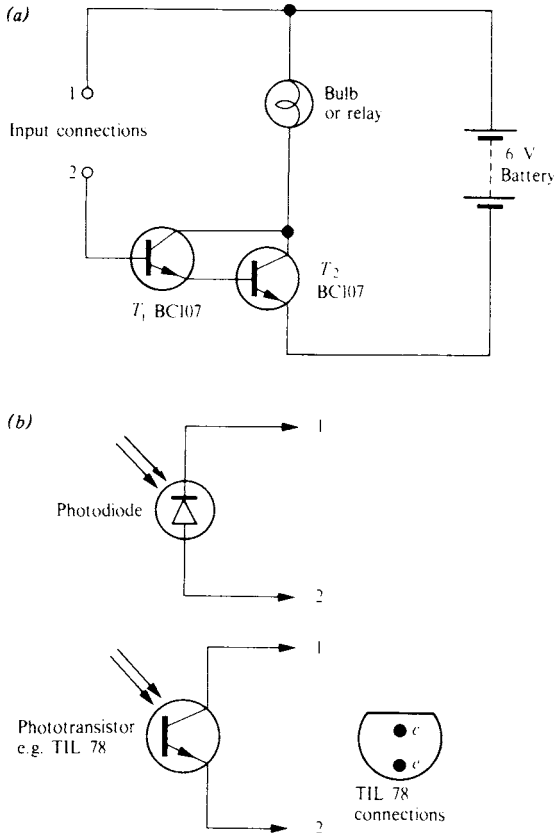 (a)
1
Input connections
2
Bulb
or relay
6 V
Battery
T₁ BC107
T₂
BC107
(b)
1
Photodiode
2
1
Phototransistor
e.g. TIL 78
2
c
c
TIL 78
connections